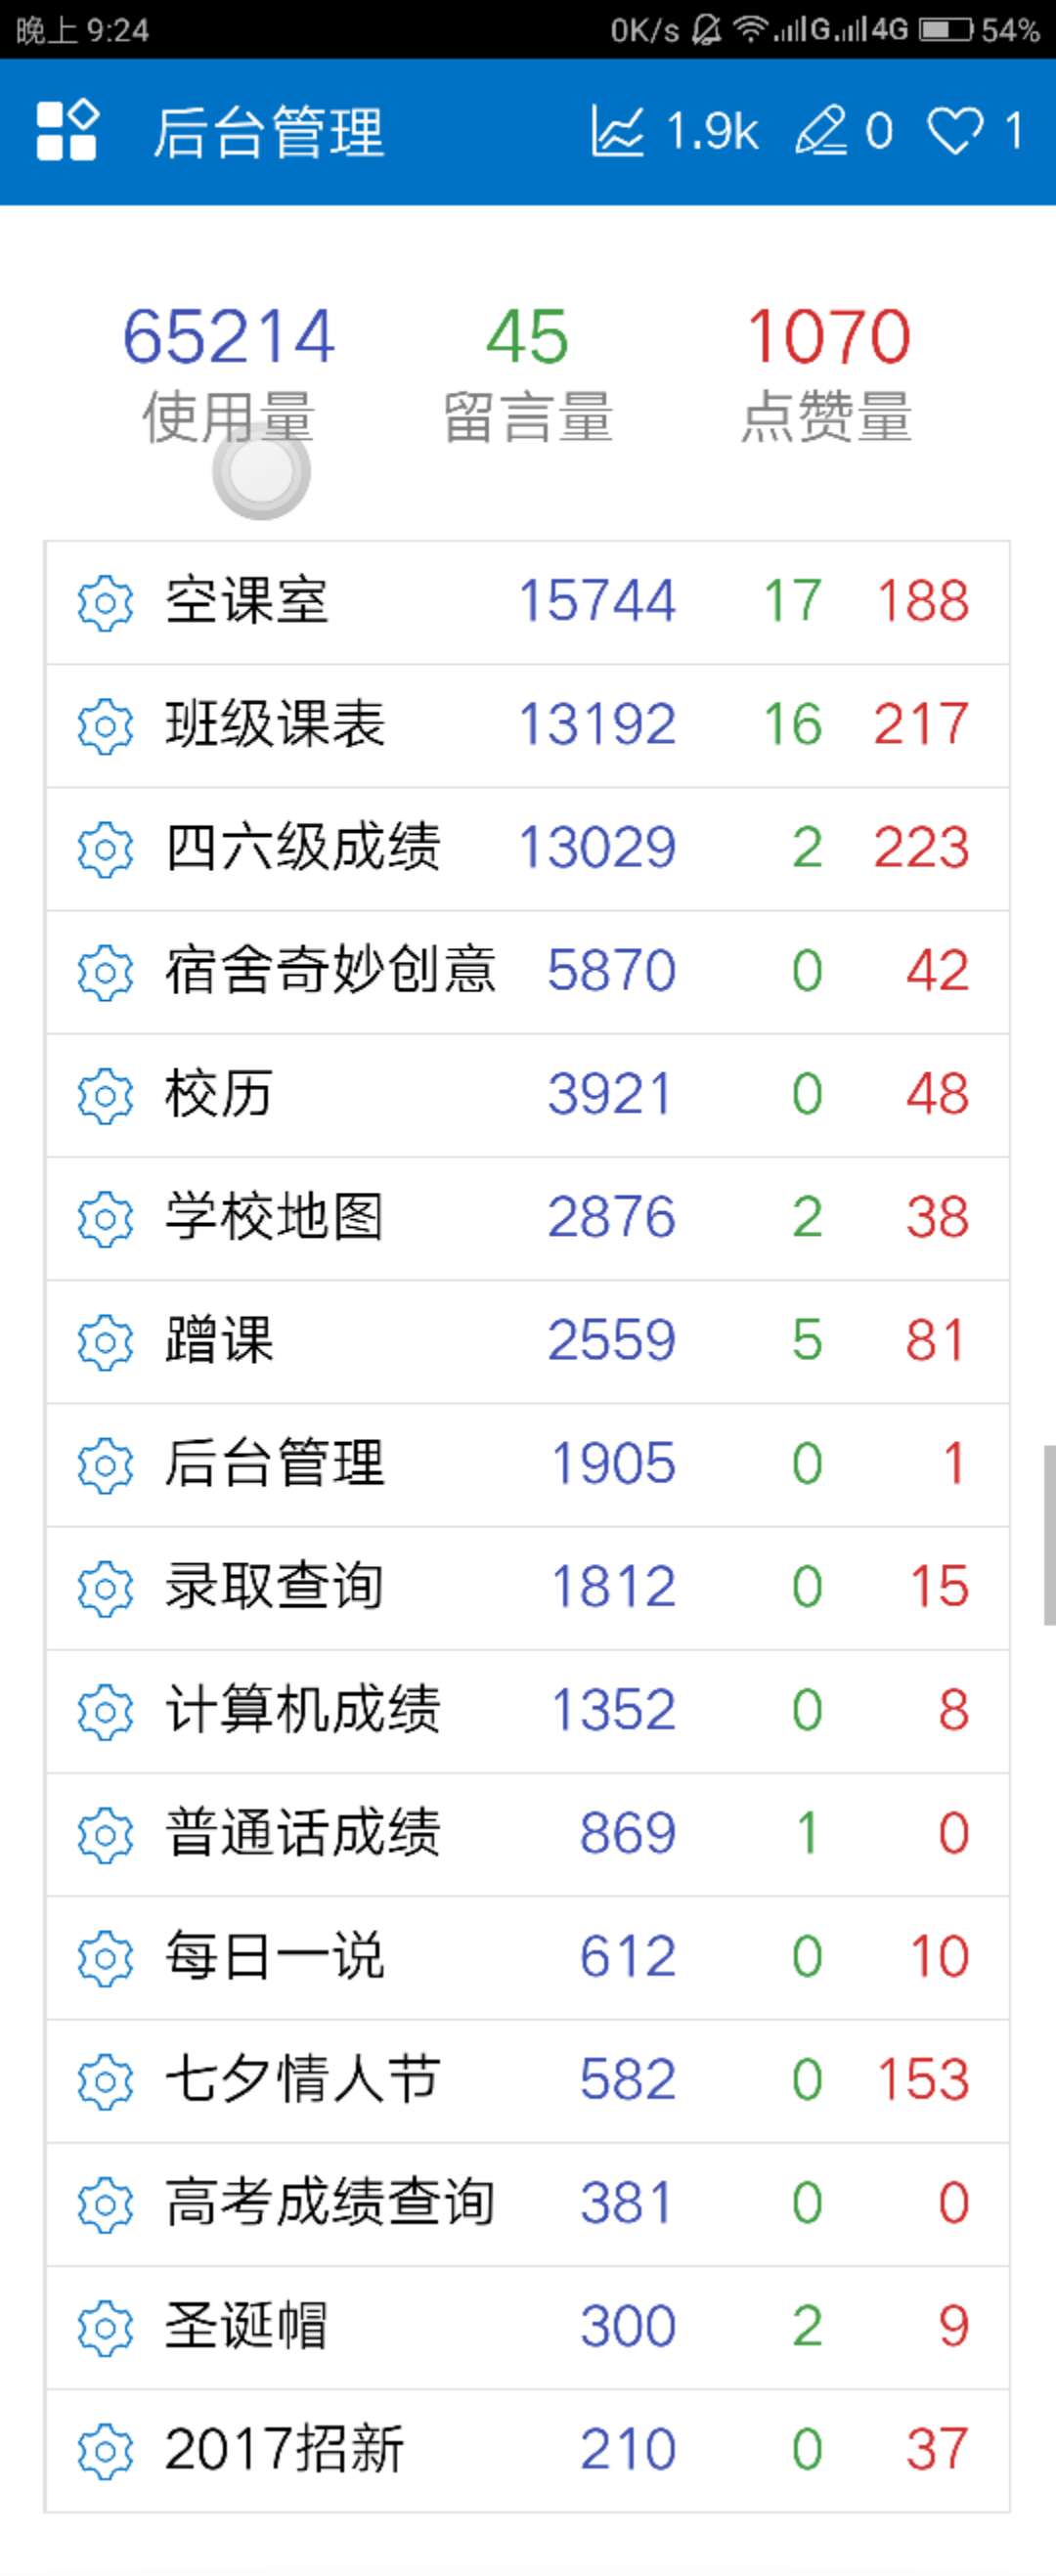 晚上 9:24 0K/s G 4G 54%
后台管理 1.9k 0 1
65214 45 1070
使用量 留言量 点赞量
空课室 15744 17 188
班级课表 13192 16 217
四六级成绩 13029 2 223
宿舍奇妙创意 5870 0 42
校历 3921 0 48
学校地图 2876 2 38
蹭课 2559 5 81
后台管理 1905 0 1
录取查询 1812 0 15
计算机成绩 1352 0 8
普通话成绩 869 1 0
每日一说 612 0 10
七夕情人节 582 0 153
高考成绩查询 381 0 0
圣诞帽 300 2 9
2017招新 210 0 37